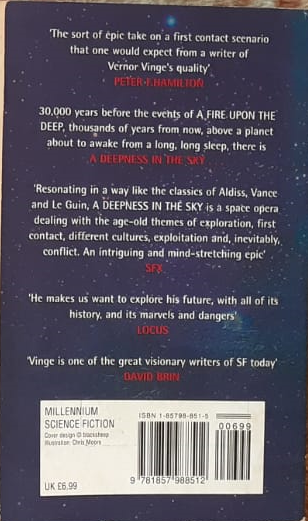 'The sort of epic take on a first contact scenario
that one would expect from a writer of
Vernor Vinge's quality'
PETER F HAMILTON
30,000 years before the events of A FIRE UPON THE
DEEP, thousands of years from now, above a planet
about to awake from a long, long sleep, there is
A DEEPNESS IN THE SKY
'Resonating in a way like the classics of Aldiss, Vance
and Le Guin, A DEEPNESS IN THE SKY is a space opera
dealing with the age-old themes of exploration, first
contact, different cultures, exploitation and, inevitably,
conflict. An intriguing and mind-stretching epic'
SFX
'He makes us want to explore his future, with all of its
history, and its marvels and dangers'
LOCUS
'Vinge is one of the great visionary writers of SF today'
DAVID BRIN
MILLENNIUM
SCIENCE FICTION
Cover design © blacksheep
Illustration: Chris Moore
UK £6.99
ISBN 1-85798-851-5
00699
9 781857 988512